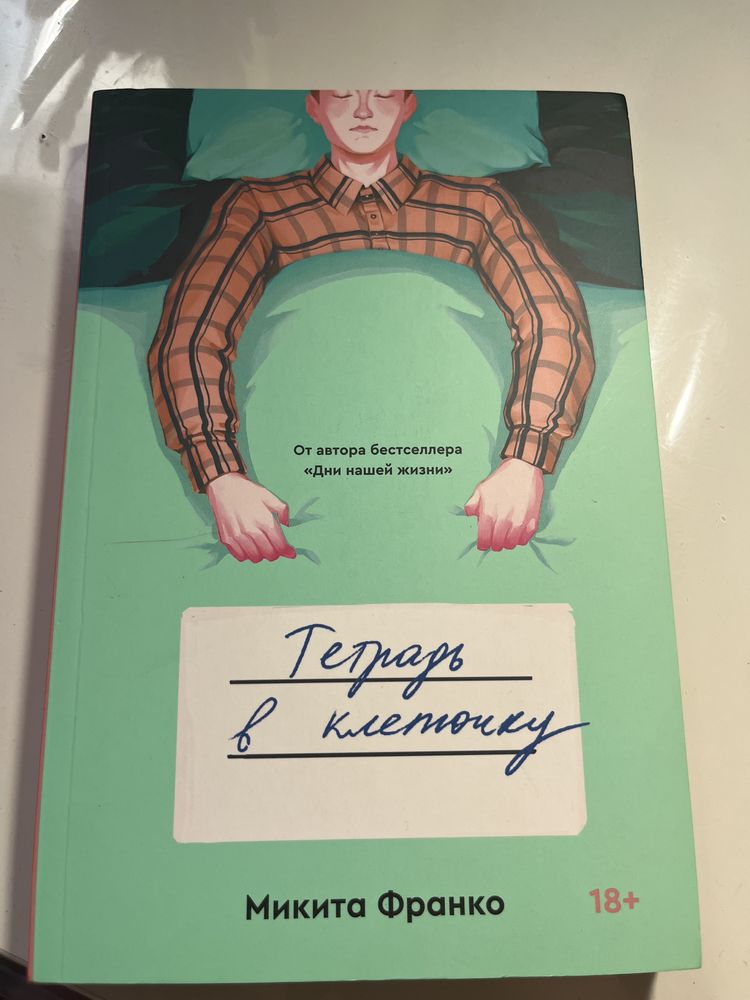 От автора бестселлера
«Дни нашей жизни»
Тетрадь
в клеточку
Микита Франко
18+